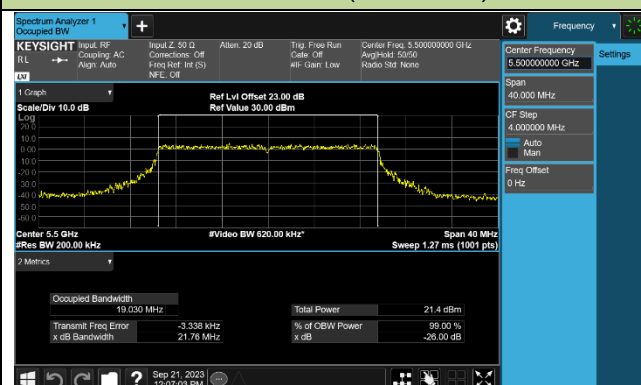 Spectrum Analyzer 1
Occupied BW
Frequency
KEYSIGHT
RL
LXI
Input: RF
Coupling: AC
Align: Auto
Input Z: 50 Ω
Corrections: Off
Freq Ref: Int (S)
NFE: Off
Atten: 20 dB
Trig: Free Run
Gate: Off
#IF Gain: Low
Center Freq: 5.500000000 GHz
Avg|Hold: 50/50
Radio Std: None
Center Frequency
5.500000000 GHz
Settings
Span
40.000 MHz
CF Step
4.000000 MHz
Auto
Man
Freq Offset
0 Hz
1 Graph
Scale/Div 10.0 dB
Ref Lvl Offset 23.00 dB
Ref Value 30.00 dBm
Log
20.0
10.0
0.00
-10.0
-20.0
-30.0
-40.0
-50.0
-60.0
Center 5.5 GHz
#Res BW 200.00 kHz
#Video BW 620.00 kHz*
Span 40 MHz
Sweep 1.27 ms (1001 pts)
2 Metrics
Occupied Bandwidth
19.030 MHz
Total Power 21.4 dBm
Transmit Freq Error -3.338 kHz
% of OBW Power 99.00 %
x dB Bandwidth 21.76 MHz
x dB -26.00 dB
?
Sep 21, 2023
12:07:03 PM